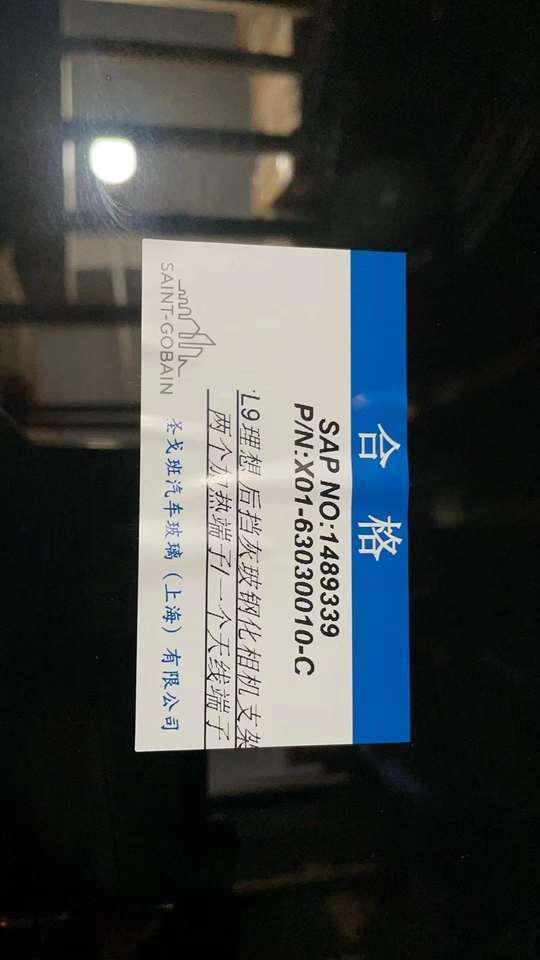 合格
SAP NO:1489339
P/N:X01-63030010-C
·L9理想 后挡灰玻钢化相机支架
两个加热端子/一个天线端子
SAINT-GOBAIN
圣戈班汽车玻璃(上海)有限公司